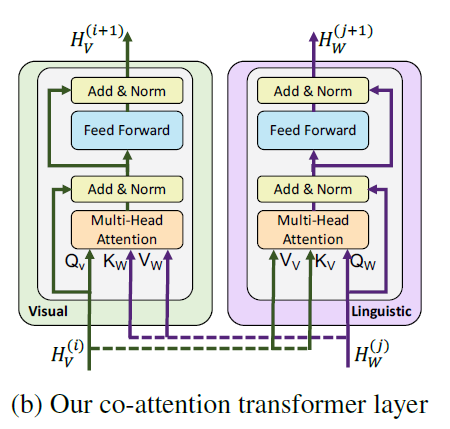 H_V^{(i+1)} H_W^{(j+1)}
Add & Norm Add & Norm
Feed Forward Feed Forward
Add & Norm Add & Norm
Multi-Head Multi-Head
Attention Attention
Q_v K_W V_W V_V K_V Q_W
Visual Linguistic
H_V^{(i)} H_W^{(j)}
(b) Our co-attention transformer layer